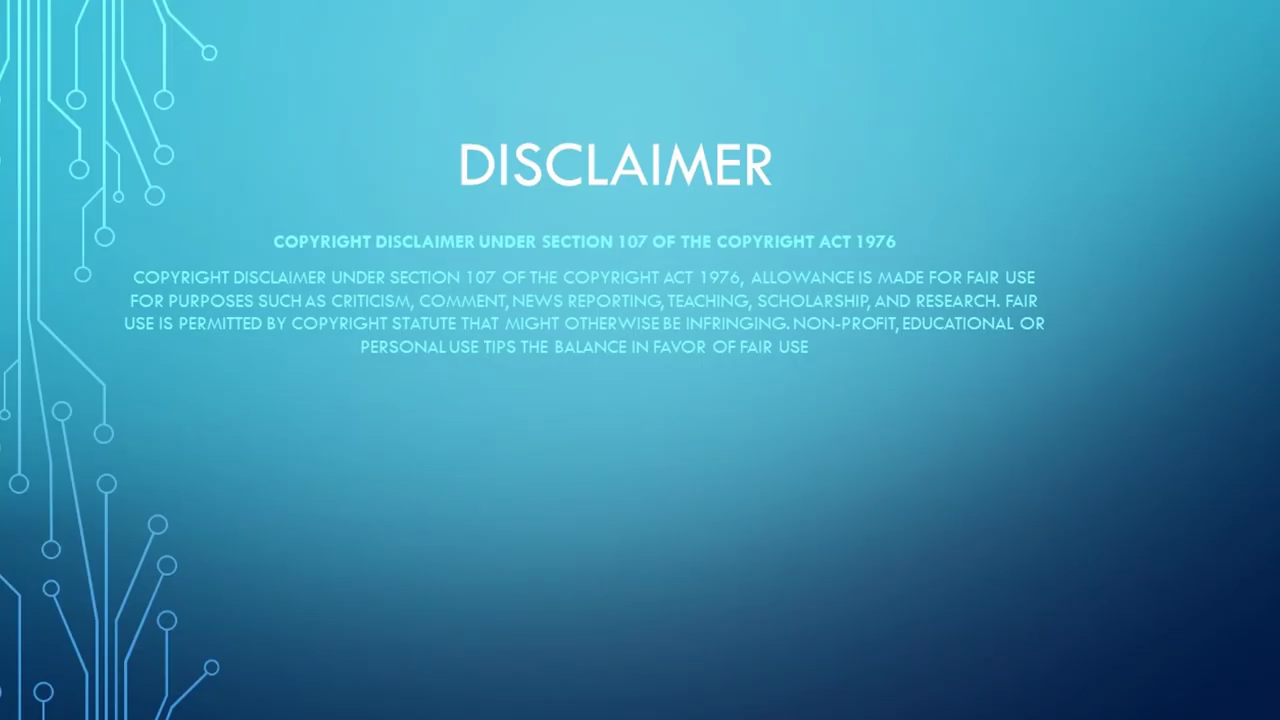 DISCLAIMER
COPYRIGHT DISCLAIMER UNDER SECTION 107 OF THE COPYRIGHT ACT 1976
COPYRIGHT DISCLAIMER UNDER SECTION 107 OF THE COPYRIGHT ACT 1976, ALLOWANCE IS MADE FOR FAIR USE
FOR PURPOSES SUCH AS CRITICISM, COMMENT, NEWS REPORTING, TEACHING, SCHOLARSHIP, AND RESEARCH. FAIR
USE IS PERMITTED BY COPYRIGHT STATUTE THAT MIGHT OTHERWISE BE INFRINGING. NON-PROFIT, EDUCATIONAL OR
PERSONAL USE TIPS THE BALANCE IN FAVOR OF FAIR USE